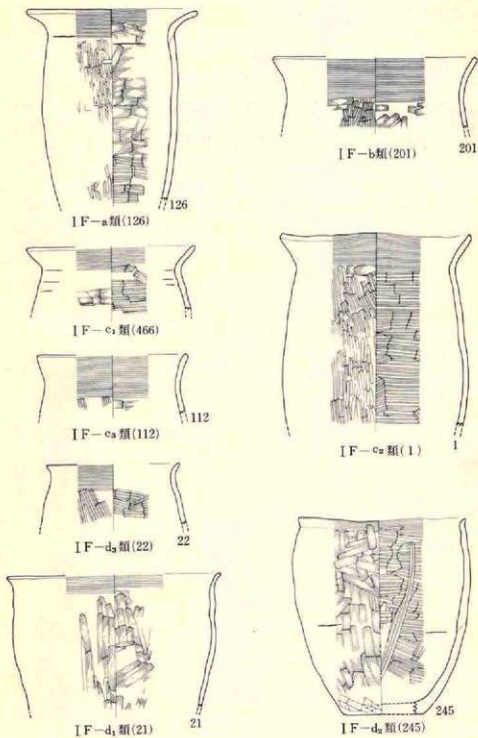 126
ⅠF-a類(126)
201
ⅠF-b類(201)
ⅠF-c₁類(466)
112
ⅠF-c₃類(112)
1
ⅠF-c₂類(1)
22
ⅠF-d₃類(22)
21
ⅠF-d₁類(21)
245
ⅠF-d₂類(245)